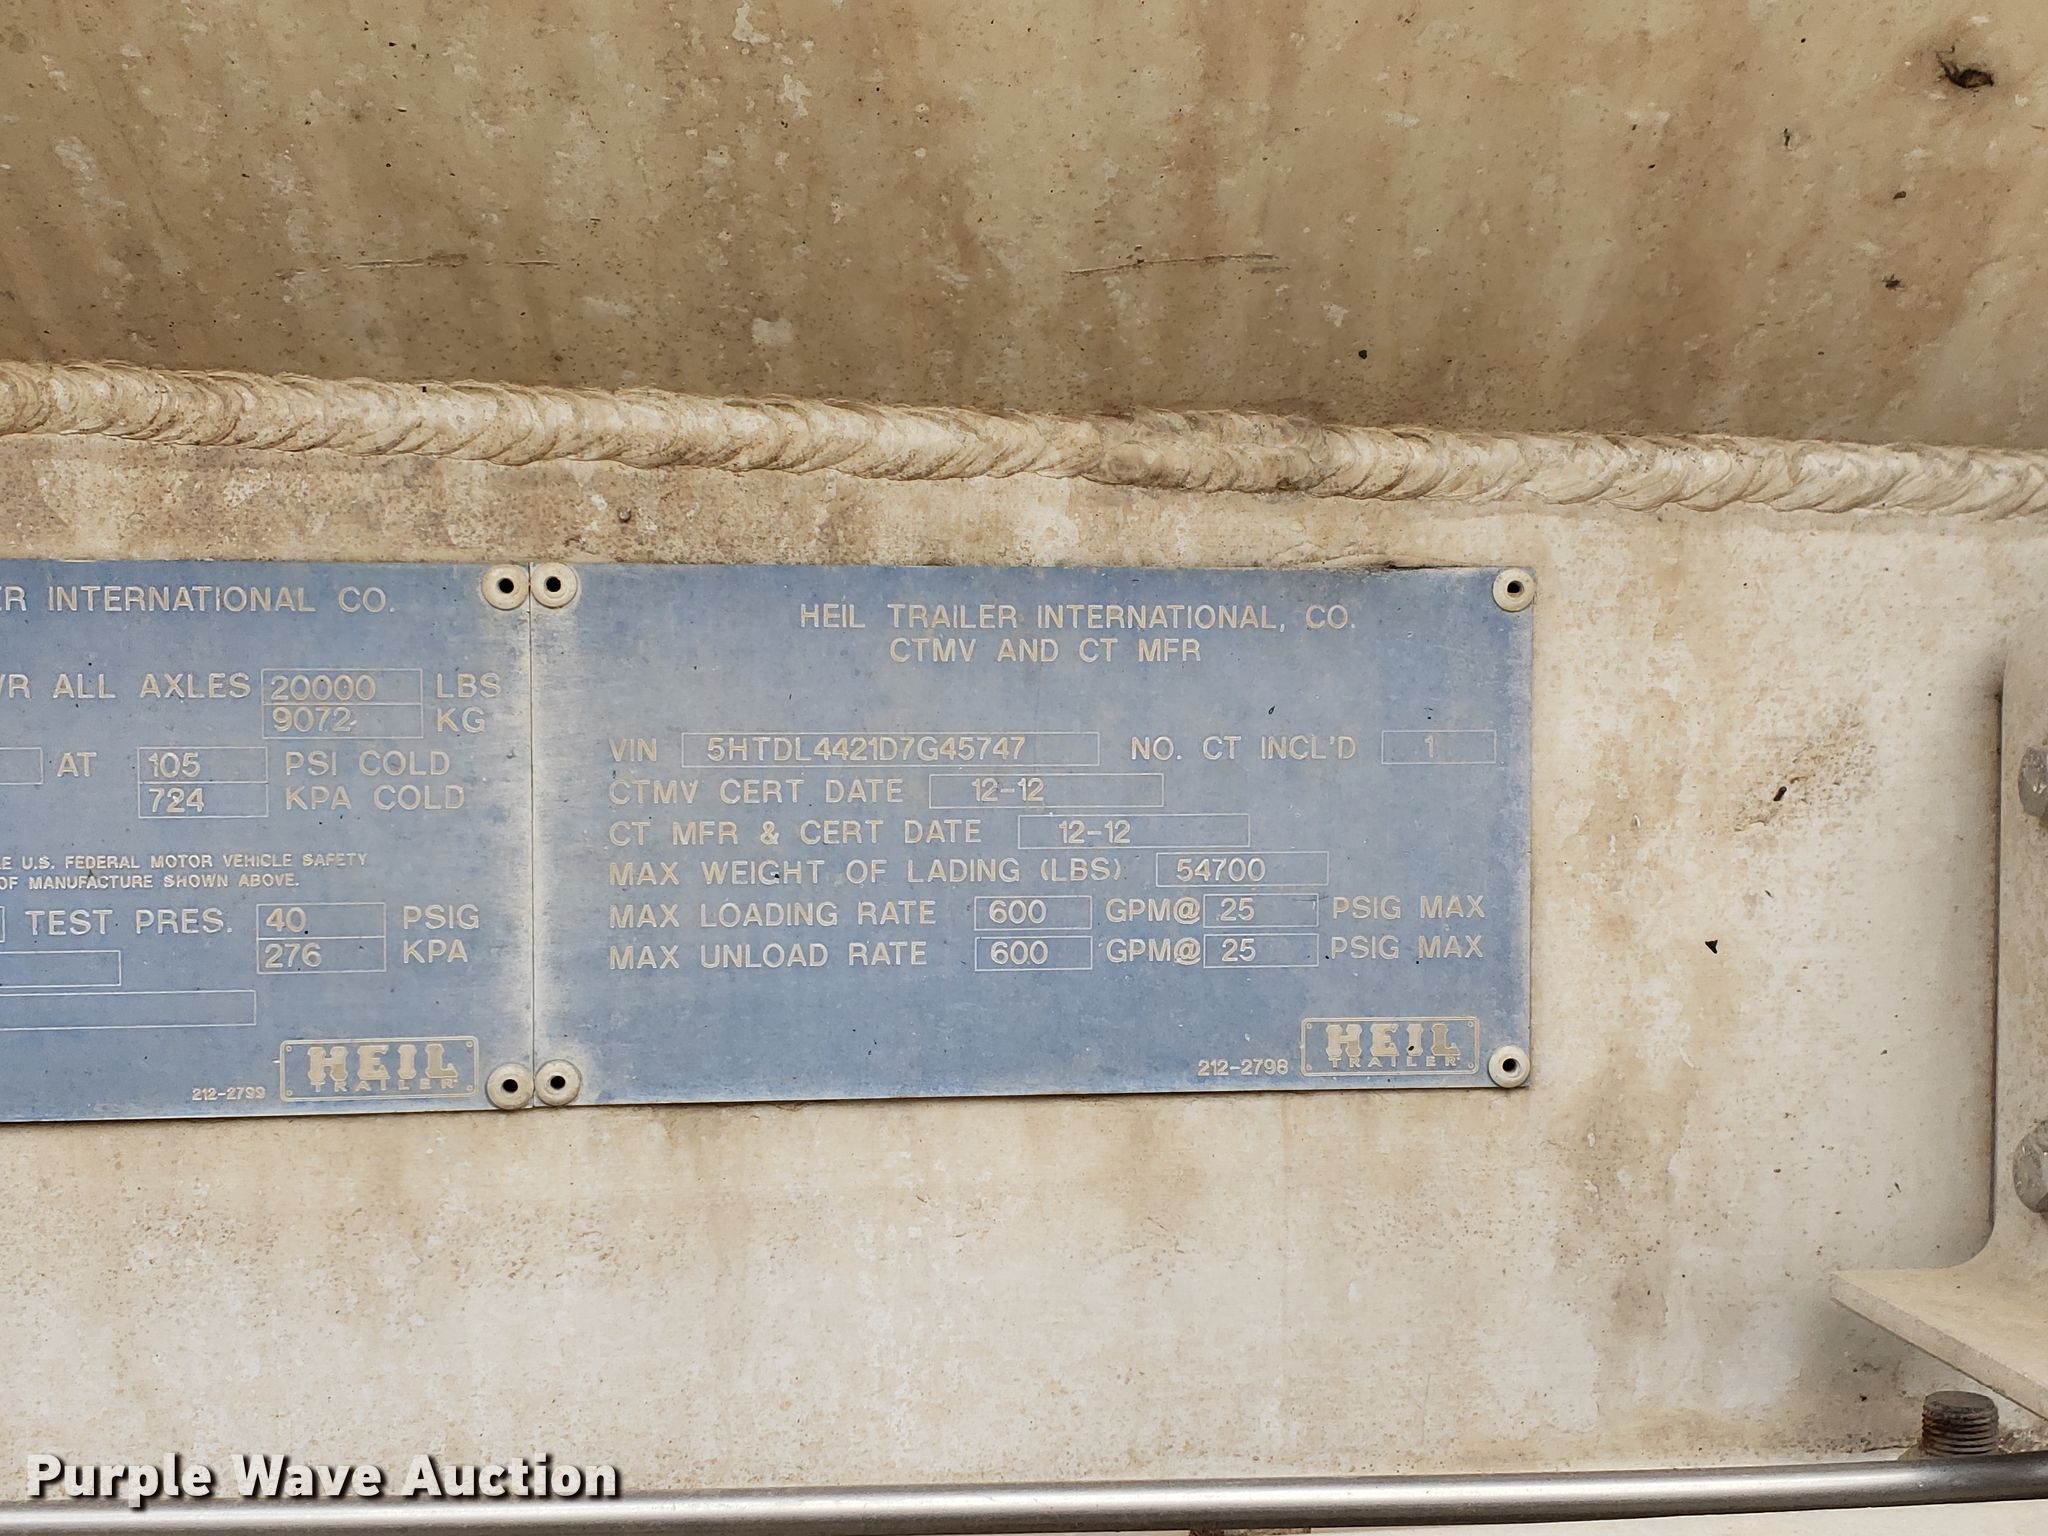 ER INTERNATIONAL CO.
VR ALL AXLES 20000 LBS
9072 KG
AT 105 PSI COLD
724 KPA COLD
LE U.S. FEDERAL MOTOR VEHICLE SAFETY
OF MANUFACTURE SHOWN ABOVE.
TEST PRES. 40 PSIG
276 KPA
212-2799 HEIL
TRAILER
HEIL TRAILER INTERNATIONAL, CO.
CTMV AND CT MFR
VIN 5HTDL4421D7G45747 NO. CT INCL'D 1
CTMV CERT DATE 12-12
CT MFR & CERT DATE 12-12
MAX WEIGHT OF LADING (LBS) 54700
MAX LOADING RATE 600 GPM@ 25 PSIG MAX
MAX UNLOAD RATE 600 GPM@ 25 PSIG MAX
212-2798 HEIL
TRAILER
Purple Wave Auction